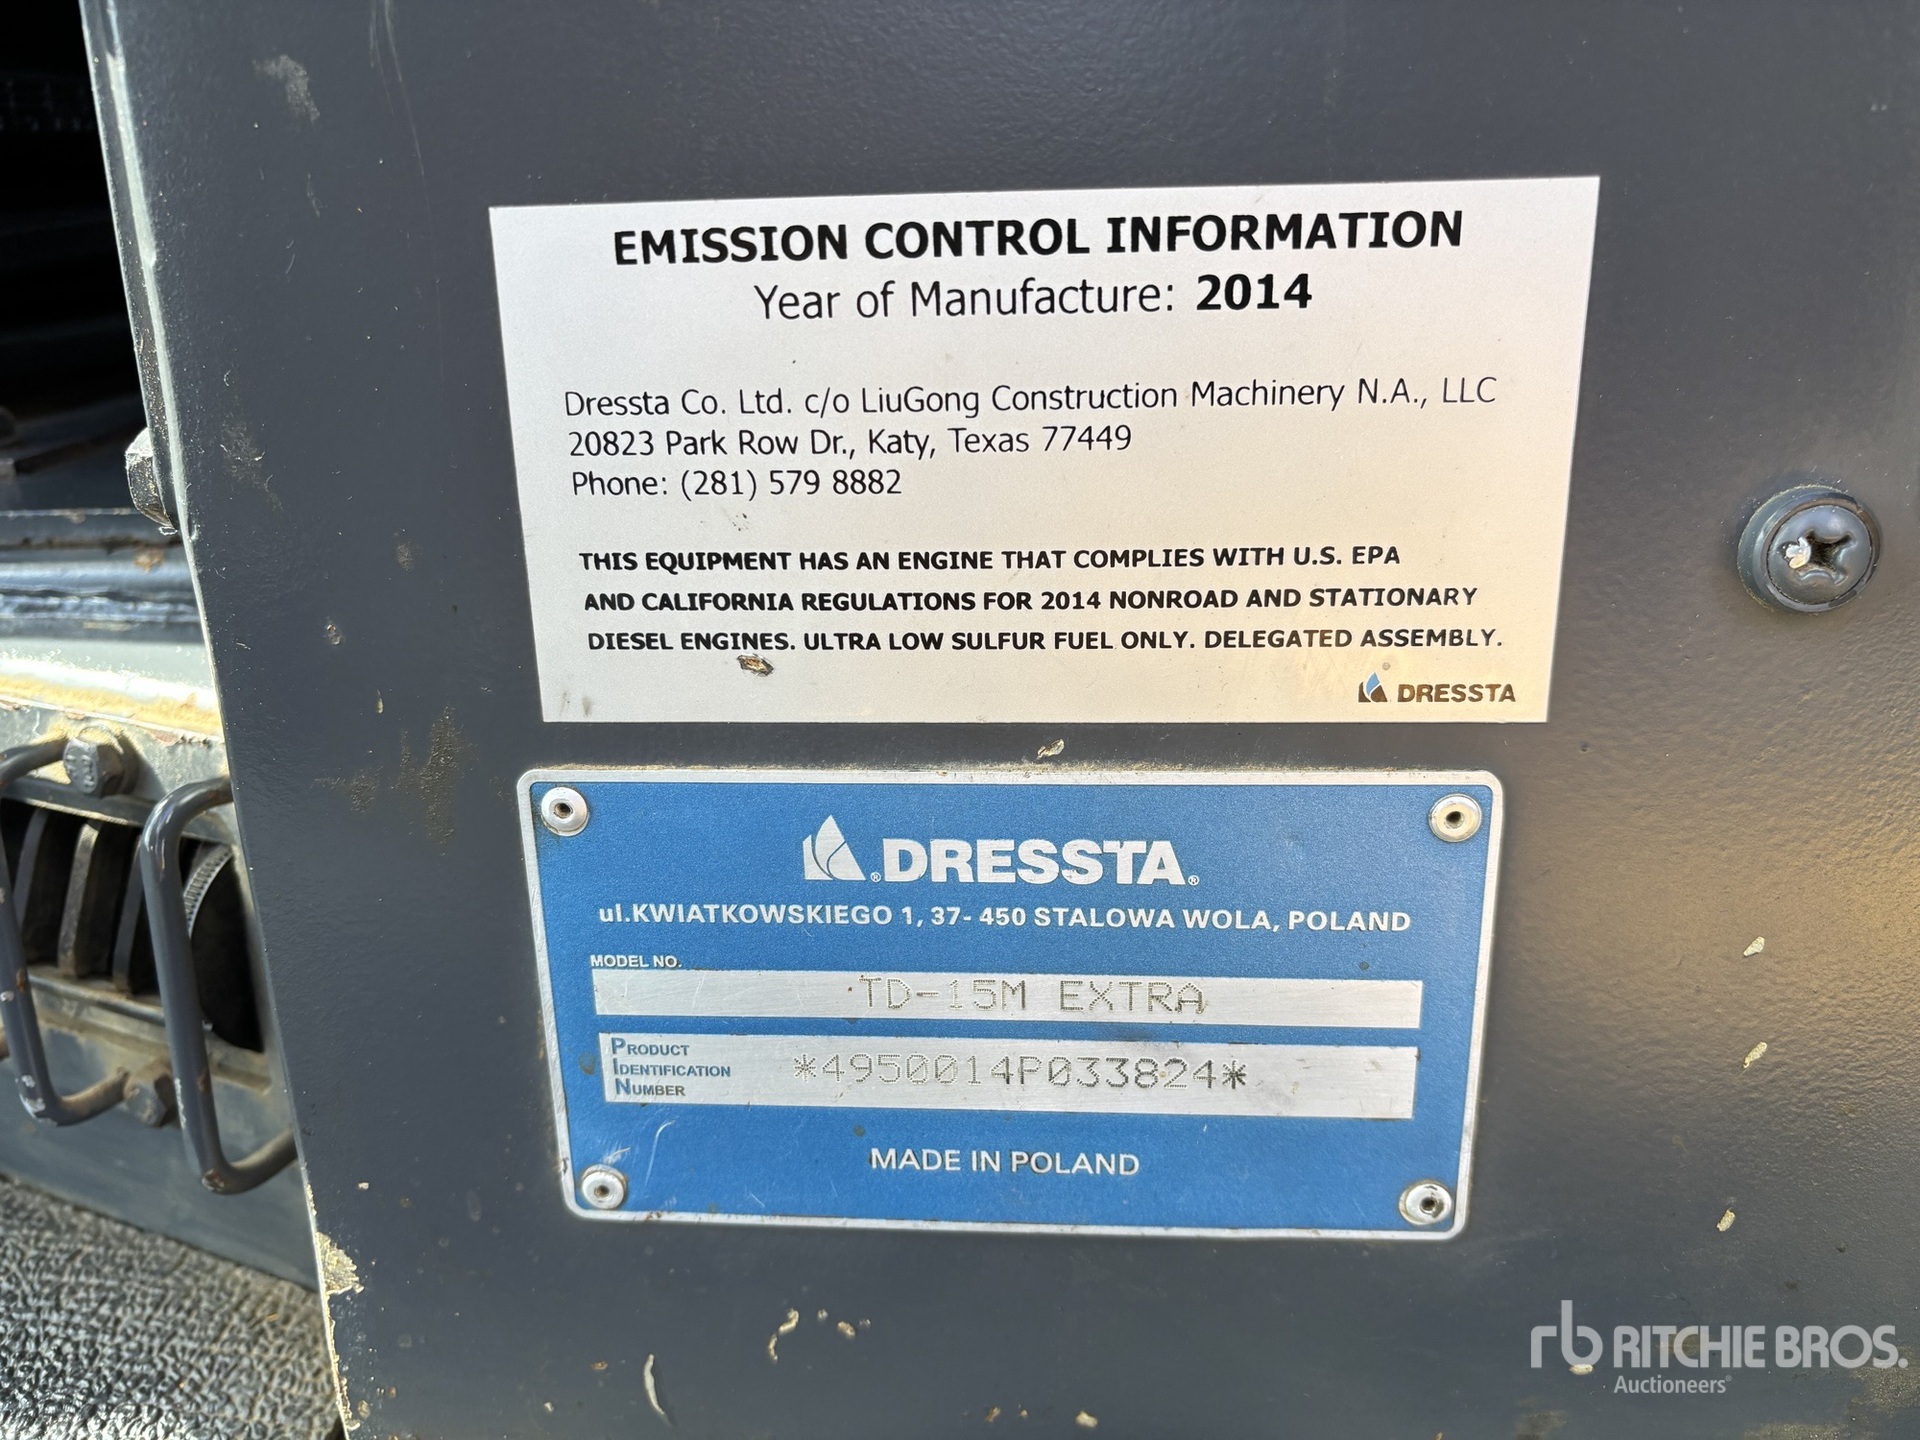 EMISSION CONTROL INFORMATION
Year of Manufacture: 2014
Dressta Co. Ltd. c/o LiuGong Construction Machinery N.A., LLC
20823 Park Row Dr., Katy, Texas 77449
Phone: (281) 579 8882
THIS EQUIPMENT HAS AN ENGINE THAT COMPLIES WITH U.S. EPA
AND CALIFORNIA REGULATIONS FOR 2014 NONROAD AND STATIONARY
DIESEL ENGINES. ULTRA LOW SULFUR FUEL ONLY. DELEGATED ASSEMBLY.
DRESSTA
®DRESSTA®
ul.KWIATKOWSKIEGO 1, 37- 450 STALOWA WOLA, POLAND
MODEL NO.
TD-15M EXTRA
PRODUCT
IDENTIFICATION
NUMBER
*4950014P033824*
MADE IN POLAND
rb RITCHIE BROS.
Auctioneers®